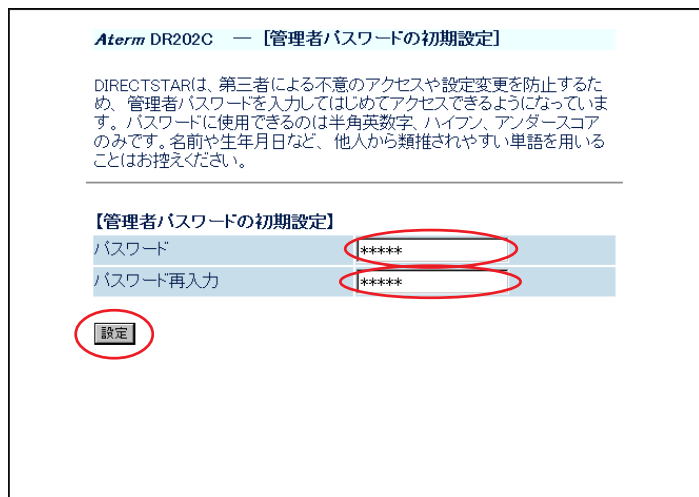 Aterm DR202C — [管理者パスワードの初期設定]
DIRECTSTARは、第三者による不意のアクセスや設定変更を防止するた
め、管理者パスワードを入力してはじめてアクセスできるようになっていま
す。パスワードに使用できるのは半角英数字、ハイフン、アンダースコア
のみです。名前や生年月日など、他人から類推されやすい単語を用いる
ことはお控えください。
【管理者パスワードの初期設定】
パスワード *****
パスワード再入力 *****
設定